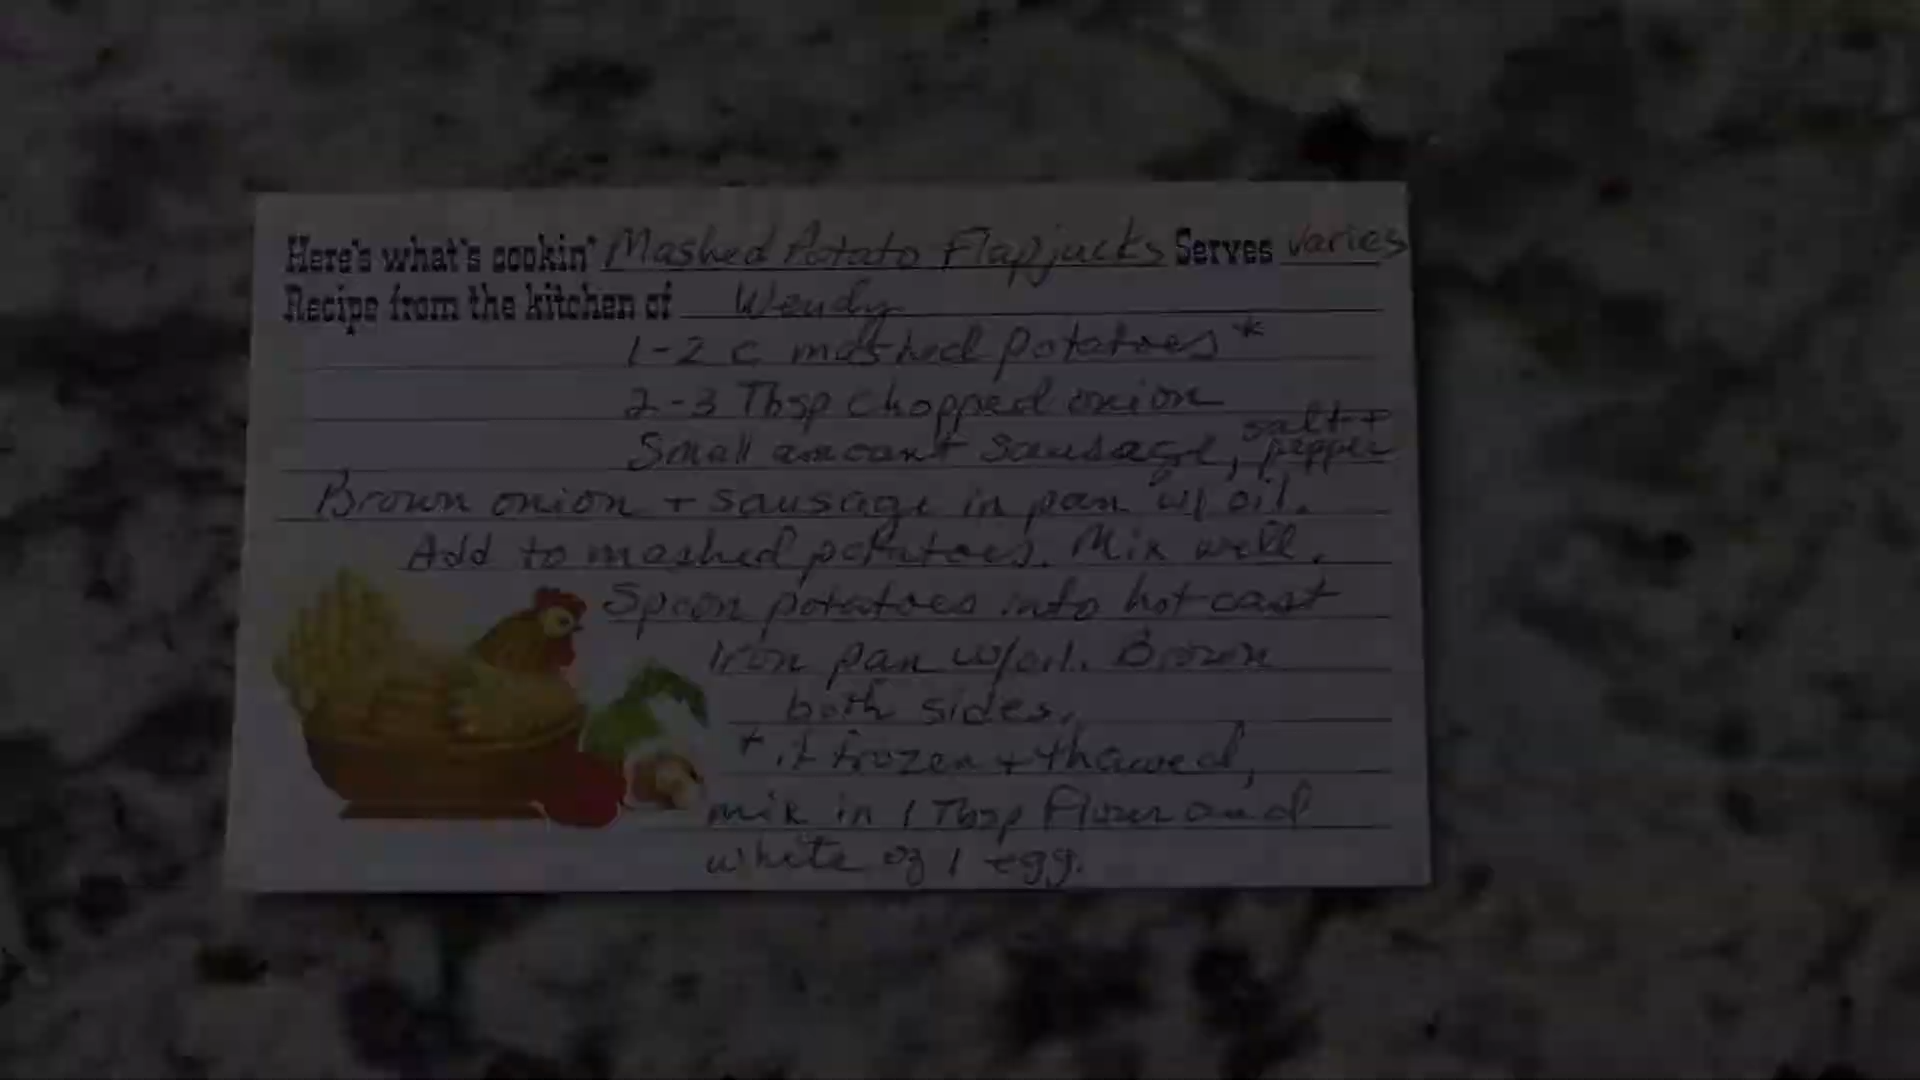 Here's what's cookin' Mashed Potato Flapjacks Serves varies
Recipe from the kitchen of Wendy
1-2 c mashed potatoes*
2-3 Tbsp chopped onion
Small amount sausage, salt + pepper
Brown onion + sausage in pan w/ oil.
Add to mashed potatoes. Mix well.
Spoon potatoes into hot cast
Iron pan w/oil. Brown
both sides.
* if frozen + thawed,
mix in 1 Tbsp Flour and
white of 1 egg.